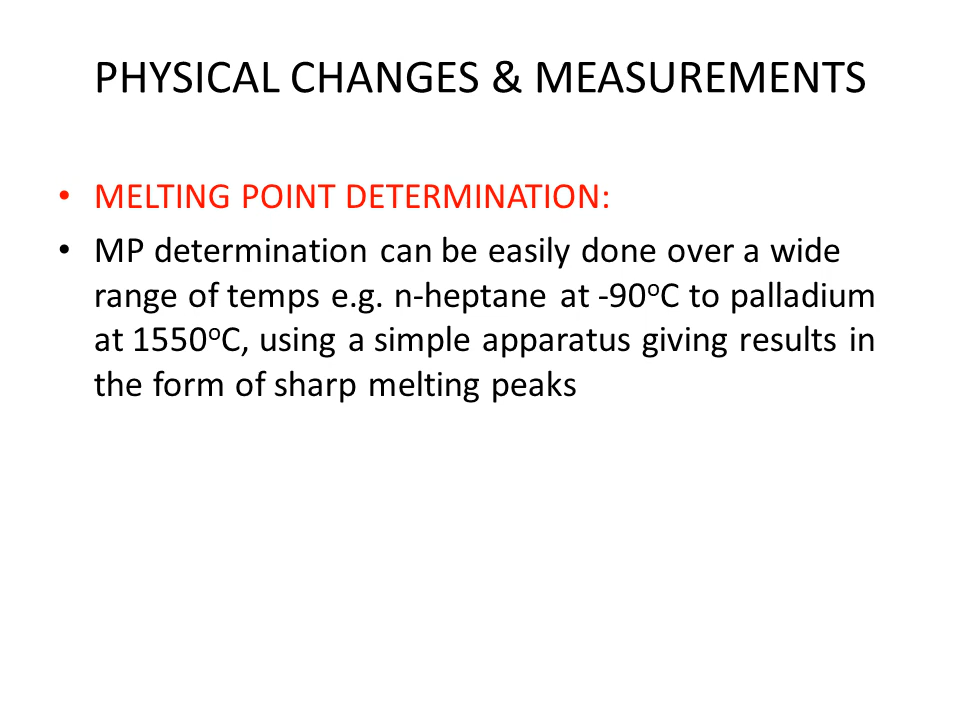 PHYSICAL CHANGES & MEASUREMENTS
• MELTING POINT DETERMINATION:
• MP determination can be easily done over a wide
range of temps e.g. n-heptane at -90ᵒC to palladium
at 1550ᵒC, using a simple apparatus giving results in
the form of sharp melting peaks